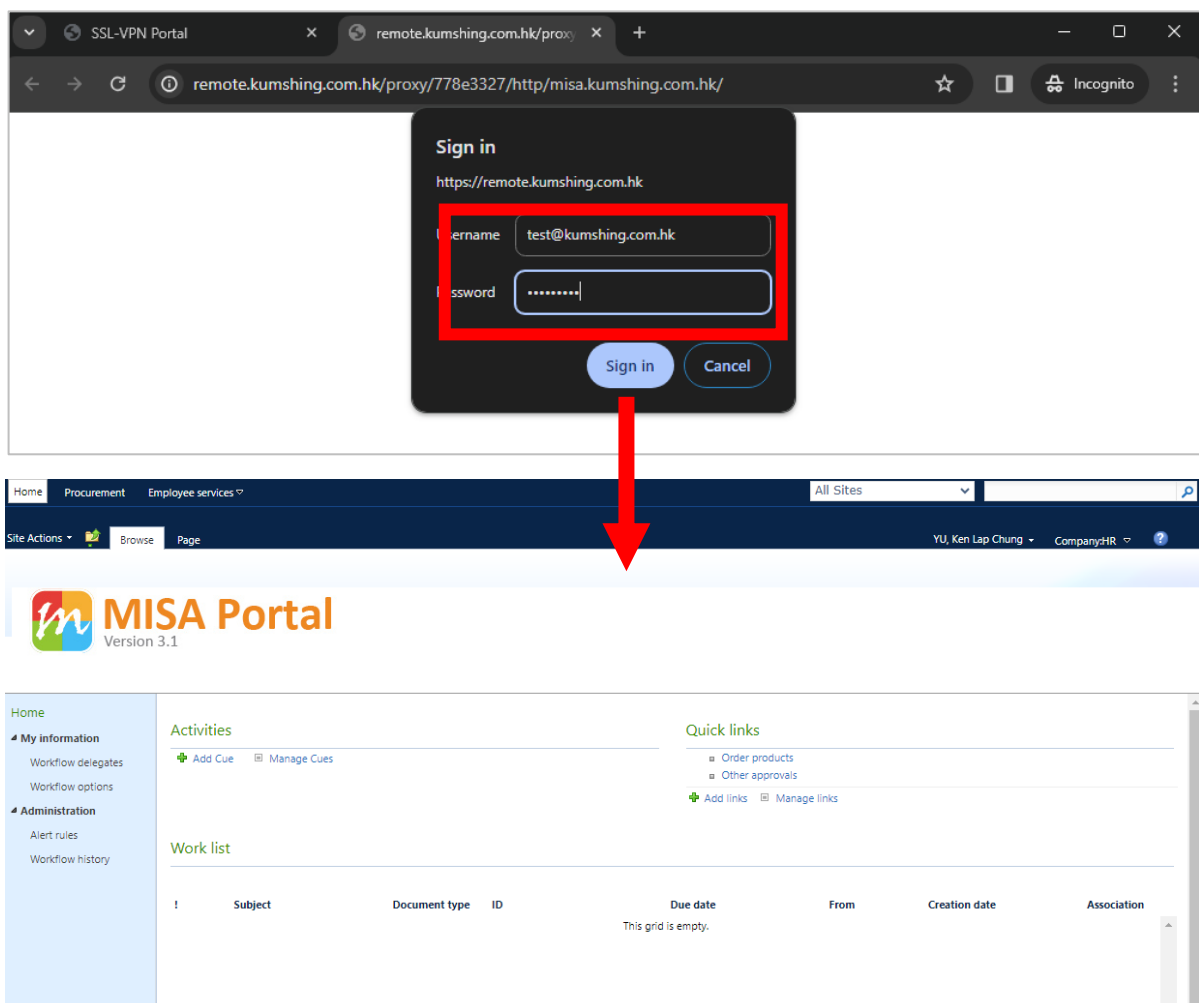 SSL-VPN Portal
remote.kumshing.com.hk/proxy
remote.kumshing.com.hk/proxy/778e3327/http/misa.kumshing.com.hk/
Incognito
Sign in
https://remote.kumshing.com.hk
Username test@kumshing.com.hk
Password •••••••••
Sign in Cancel
Home Procurement Employee services All Sites
Site Actions Browse Page YU, Ken Lap Chung Company:HR ?
m MISA Portal
Version 3.1
Home
My information
Workflow delegates
Workflow options
Administration
Alert rules
Workflow history
Activities
Add Cue Manage Cues
Quick links
Order products
Other approvals
Add links Manage links
Work list
! Subject Document type ID Due date From Creation date Association
This grid is empty.